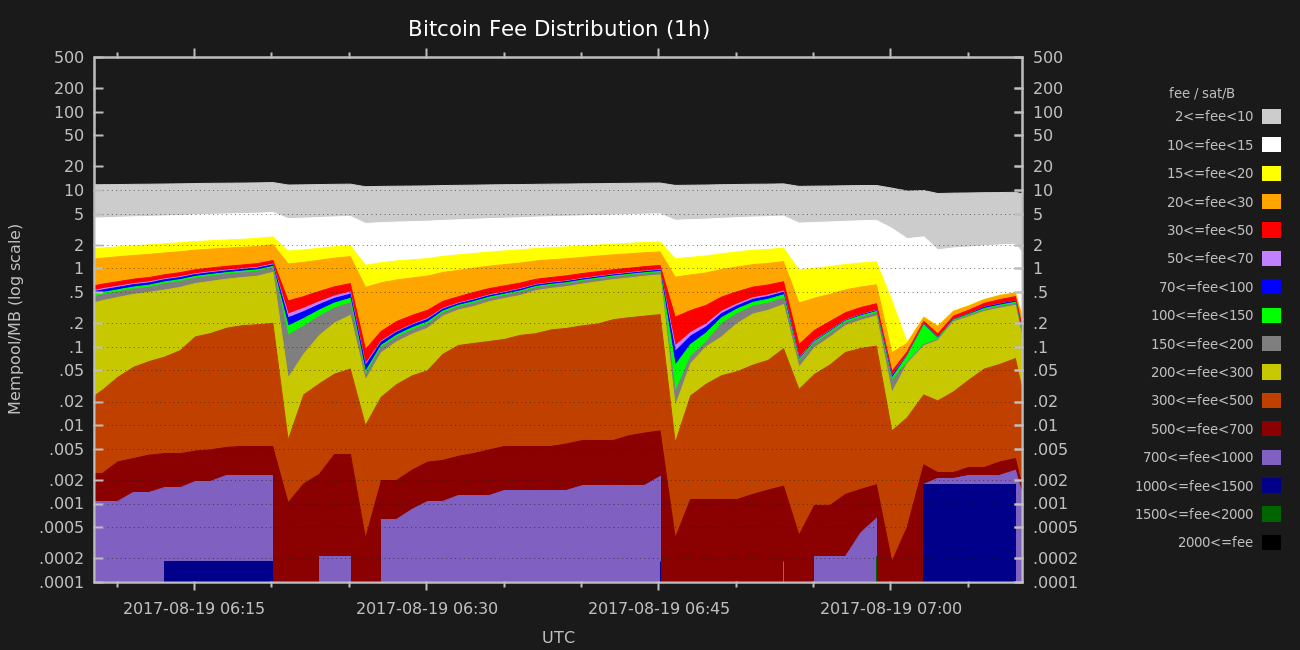 Bitcoin Fee Distribution (1h)
500
200
100
50
20
10
5
2
1
.5
.2
.1
.05
.02
.01
.005
.002
.001
.0005
.0002
.0001
Mempool/MB (log scale)
500
200
100
50
20
10
5
2
1
.5
.2
.1
.05
.02
.01
.005
.002
.001
.0005
.0002
.0001
2017-08-19 06:15
2017-08-19 06:30
2017-08-19 06:45
2017-08-19 07:00
UTC
fee / sat/B
2<=fee<10
10<=fee<15
15<=fee<20
20<=fee<30
30<=fee<50
50<=fee<70
70<=fee<100
100<=fee<150
150<=fee<200
200<=fee<300
300<=fee<500
500<=fee<700
700<=fee<1000
1000<=fee<1500
1500<=fee<2000
2000<=fee